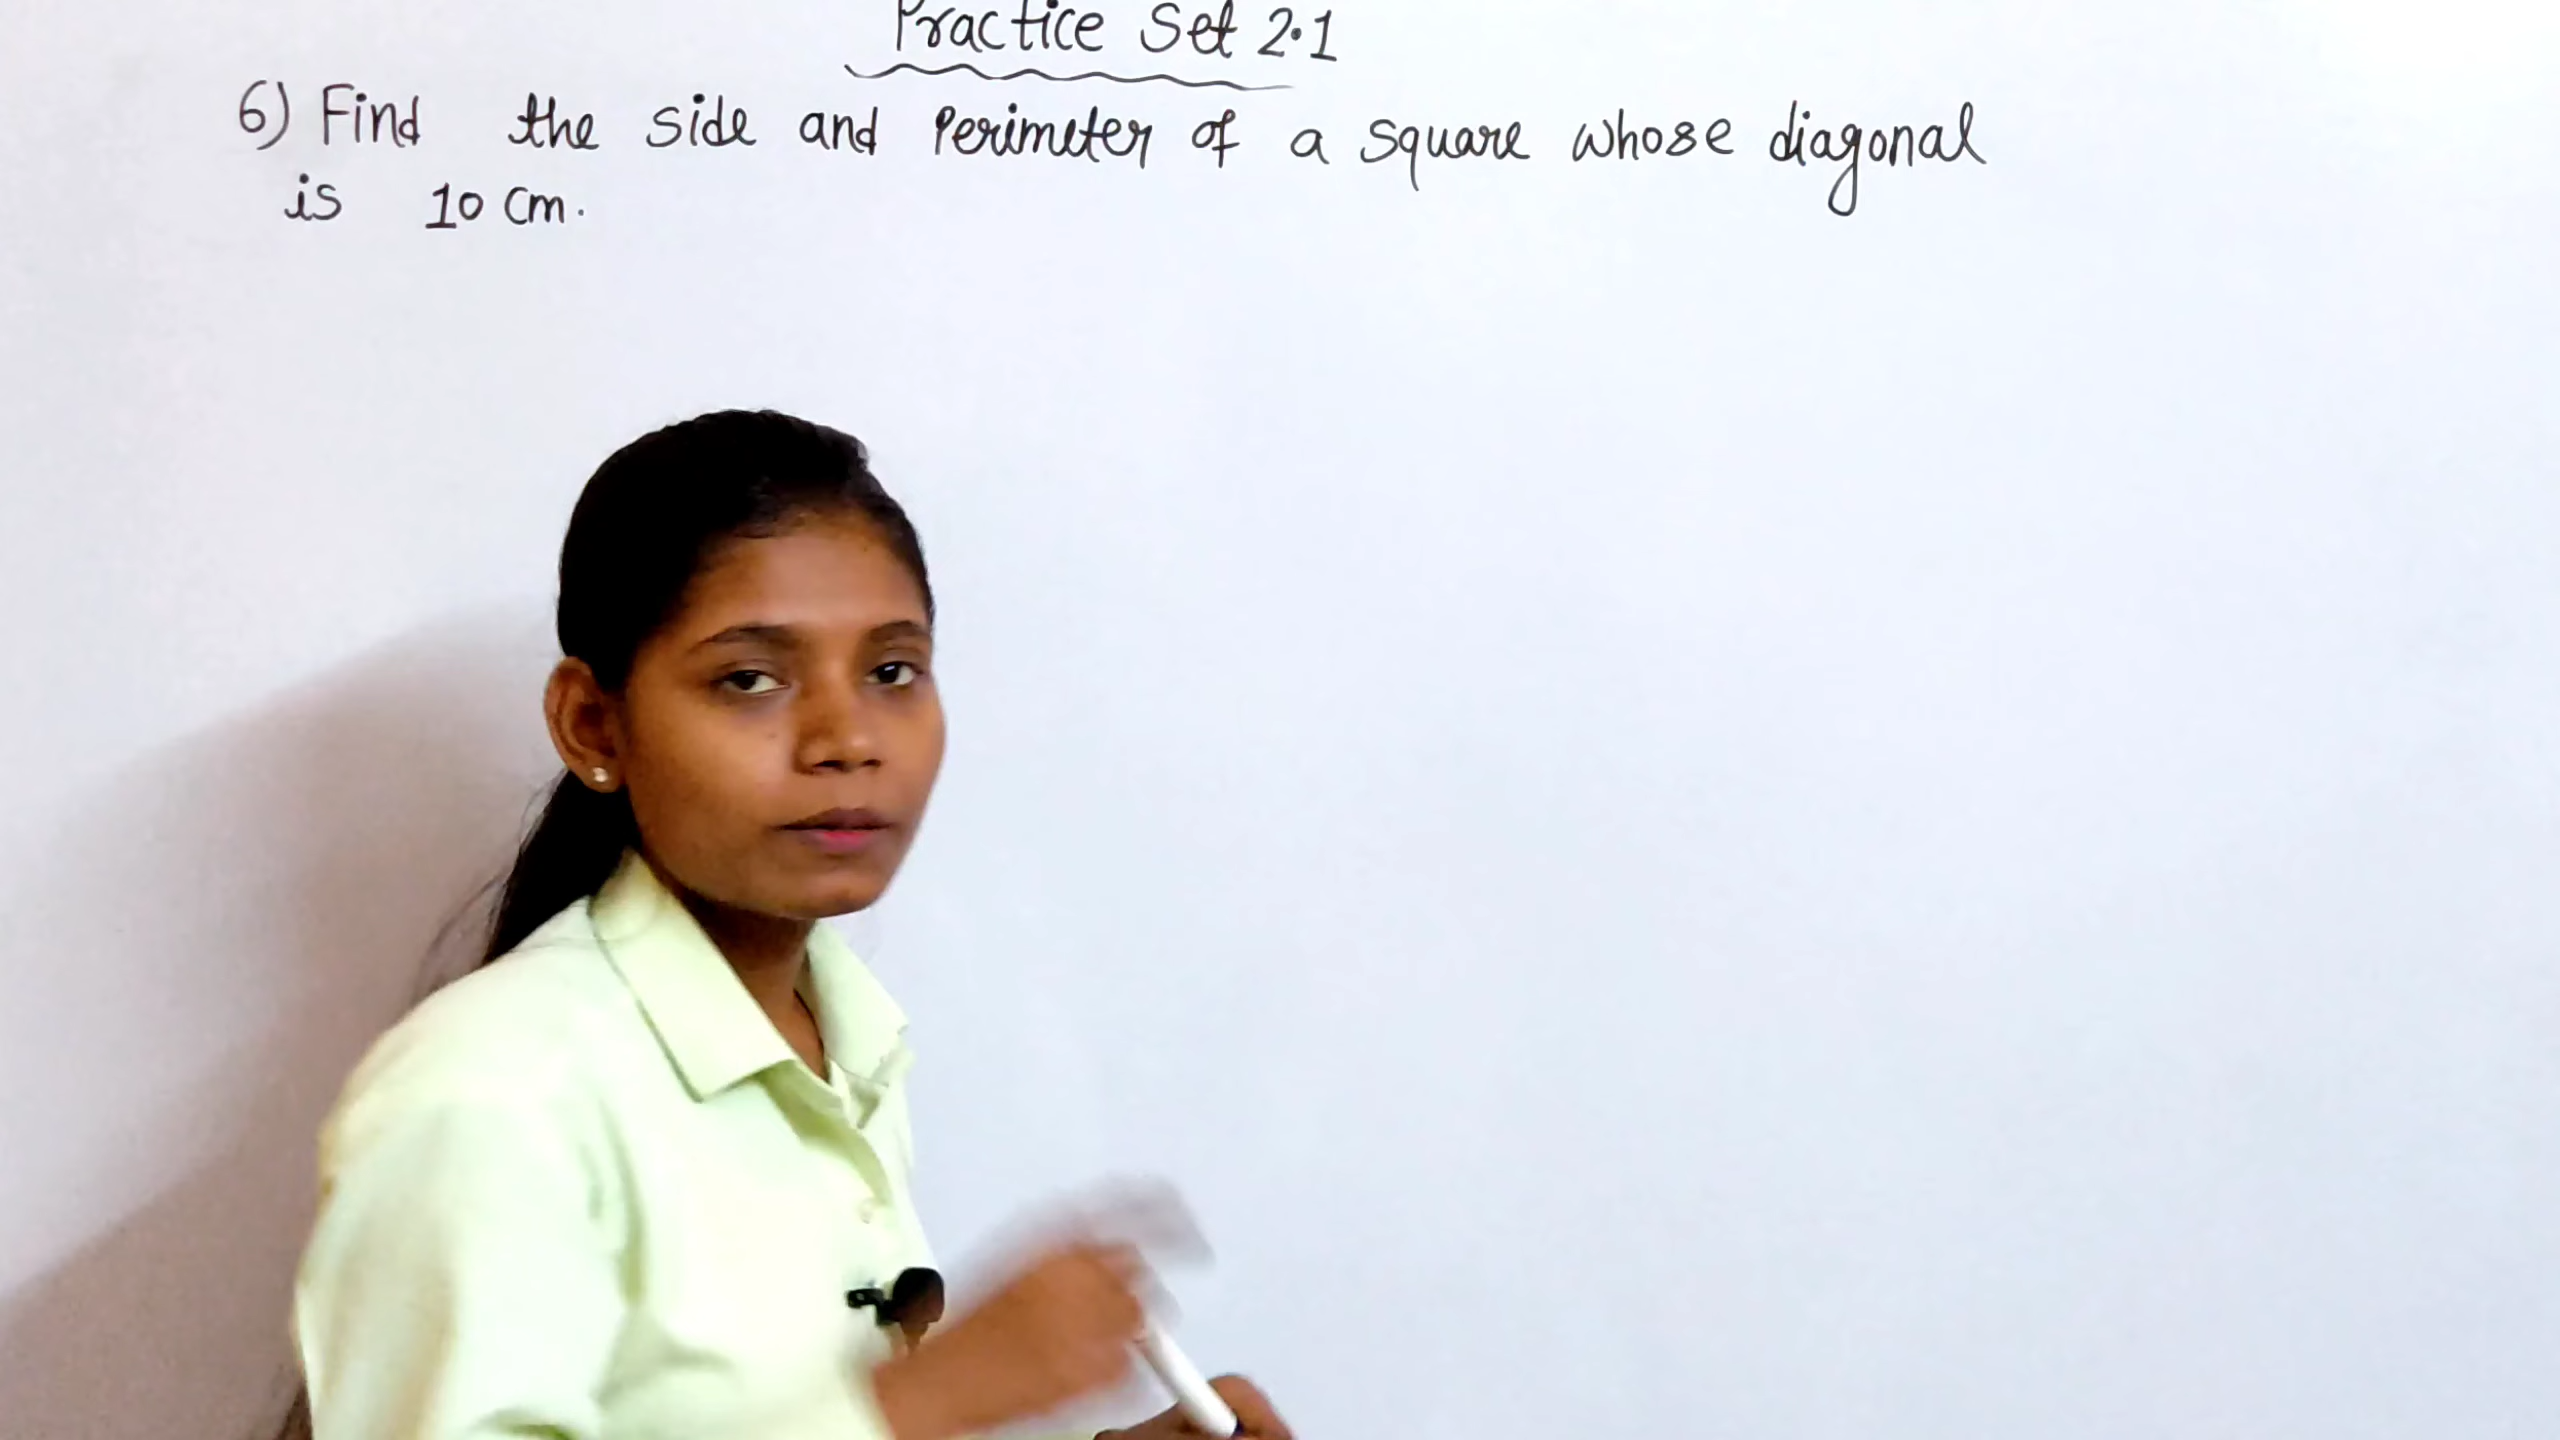 Practice Set 2.1
6) Find the side and Perimeter of a square whose diagonal
is 10 cm.